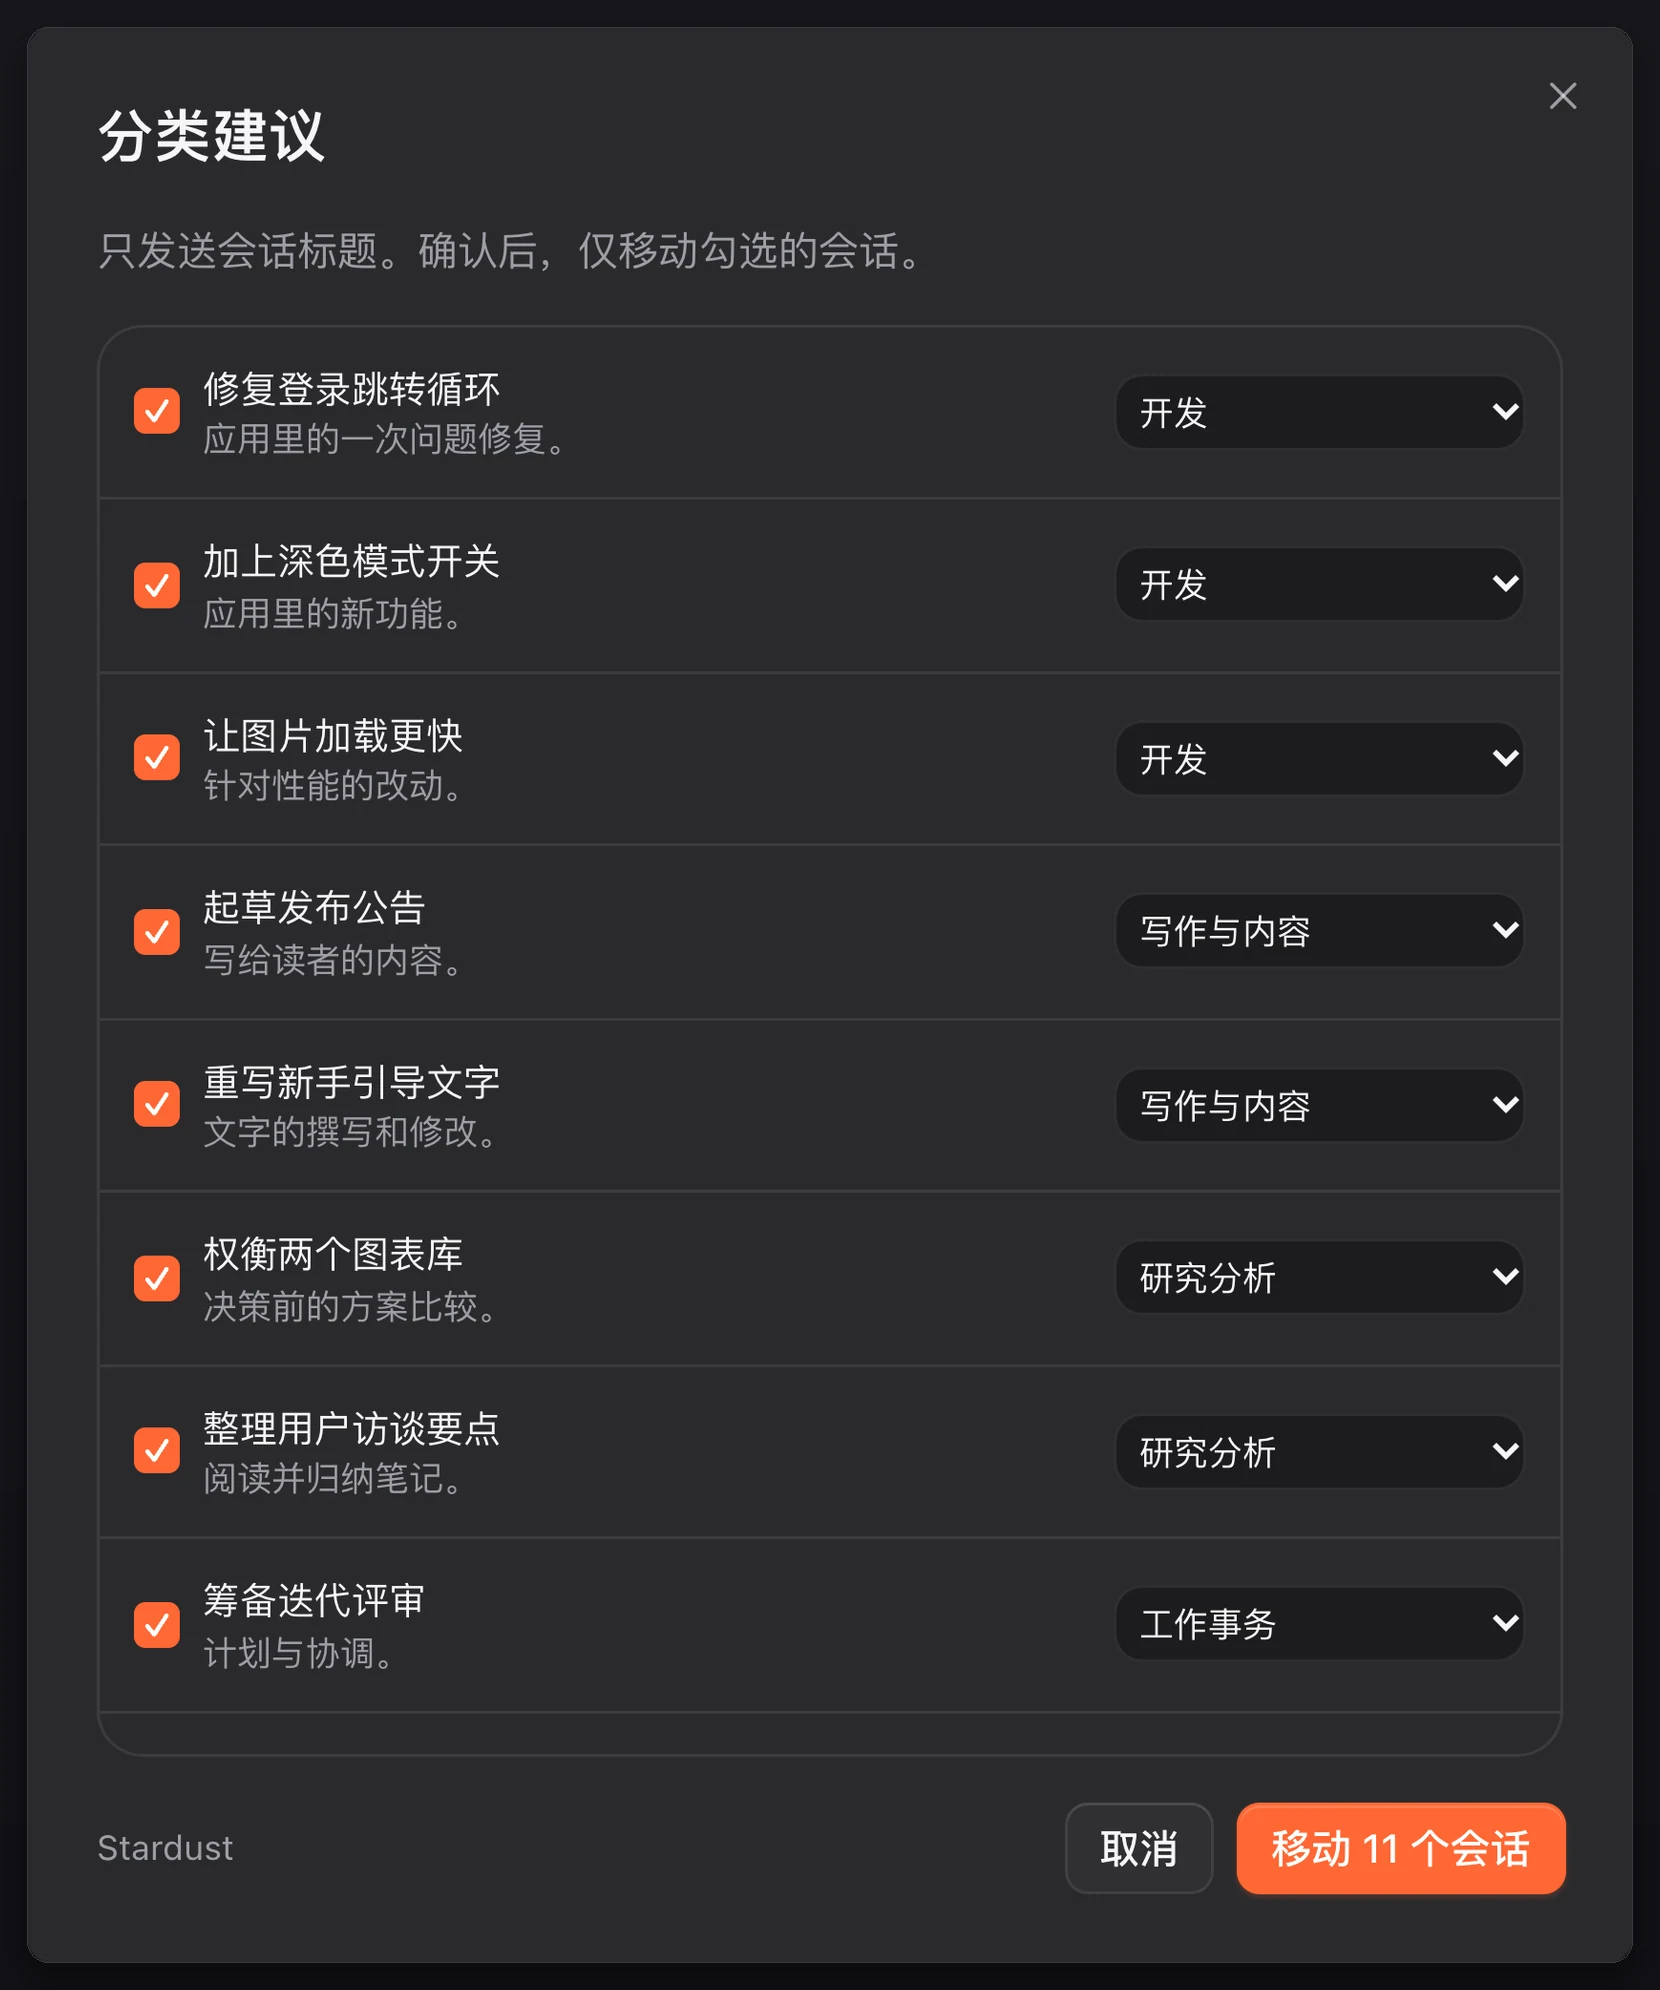 分类建议
只发送会话标题。确认后，仅移动勾选的会话。
修复登录跳转循环
应用里的一次问题修复。
开发
加上深色模式开关
应用里的新功能。
开发
让图片加载更快
针对性能的改动。
开发
起草发布公告
写给读者的内容。
写作与内容
重写新手引导文字
文字的撰写和修改。
写作与内容
权衡两个图表库
决策前的方案比较。
研究分析
整理用户访谈要点
阅读并归纳笔记。
研究分析
筹备迭代评审
计划与协调。
工作事务
Stardust
取消
移动 11 个会话